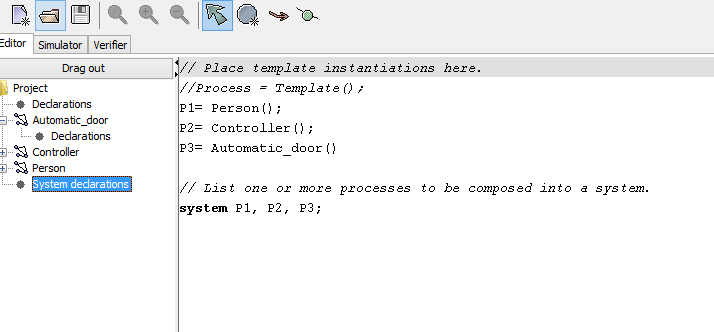 Editor
Simulator
Verifier
Drag out
Project
Declarations
Automatic_door
Declarations
Controller
Person
System declarations
// Place template instantiations here.
//Process = Template();
P1= Person();
P2= Controller();
P3= Automatic_door()
// List one or more processes to be composed into a system.
system P1, P2, P3;